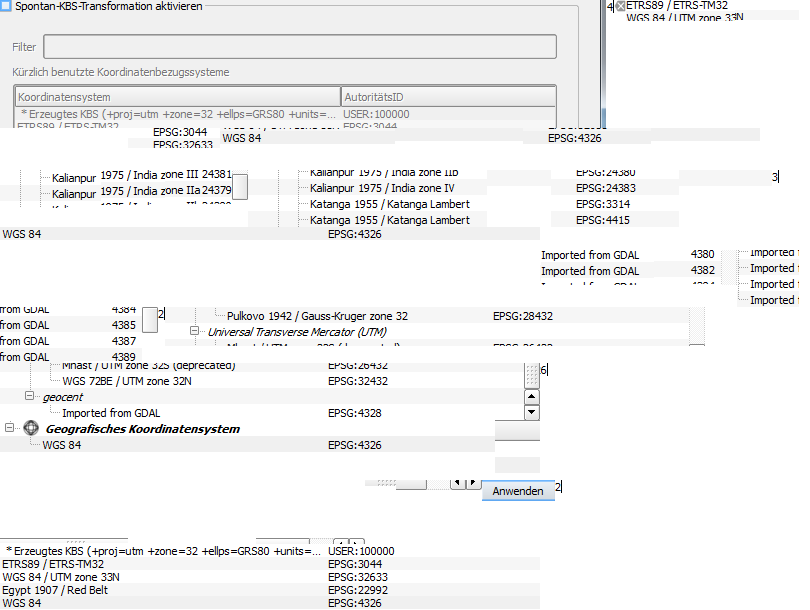 Spontan-KBS-Transformation aktivieren
4 ETRS89 / ETRS-TM32
WGS 84 / UTM zone 33N
Filter
Kürzlich benutzte Koordinatenbezugssysteme
Koordinatensystem AutoritätsID
* Erzeugtes KBS (+proj=utm +zone=32 +ellps=GRS80 +units=... USER:100000
ETRS89 / ETRS-TM32 EPSG:3044
EPSG:3044
WGS 84 EPSG:4326
EPSG:32633
Kalianpur 1975 / India zone III 24381
Kalianpur 1975 / India zone IIa 24379
Kalianpur 1975 / India zone IIb EPSG:24380
Kalianpur 1975 / India zone IV EPSG:24383
Katanga 1955 / Katanga Lambert EPSG:3314
Katanga 1955 / Katanga Lambert EPSG:4415
3
WGS 84 EPSG:4326
Imported from GDAL 4380
Imported from GDAL 4382
Imported f
Imported f
Imported f
Imported f
from GDAL 4384
from GDAL 4385
from GDAL 4387
from GDAL 4389
2
Pulkovo 1942 / Gauss-Kruger zone 32 EPSG:28432
Universal Transverse Mercator (UTM)
Mhast / UTM zone 32S (deprecated) EPSG:26432
WGS 72BE / UTM zone 32N EPSG:32432
6
geocent
Imported from GDAL EPSG:4328
Geografisches Koordinatensystem
WGS 84 EPSG:4326
Anwenden 2
* Erzeugtes KBS (+proj=utm +zone=32 +ellps=GRS80 +units=... USER:100000
ETRS89 / ETRS-TM32 EPSG:3044
WGS 84 / UTM zone 33N EPSG:32633
Egypt 1907 / Red Belt EPSG:22992
WGS 84 EPSG:4326